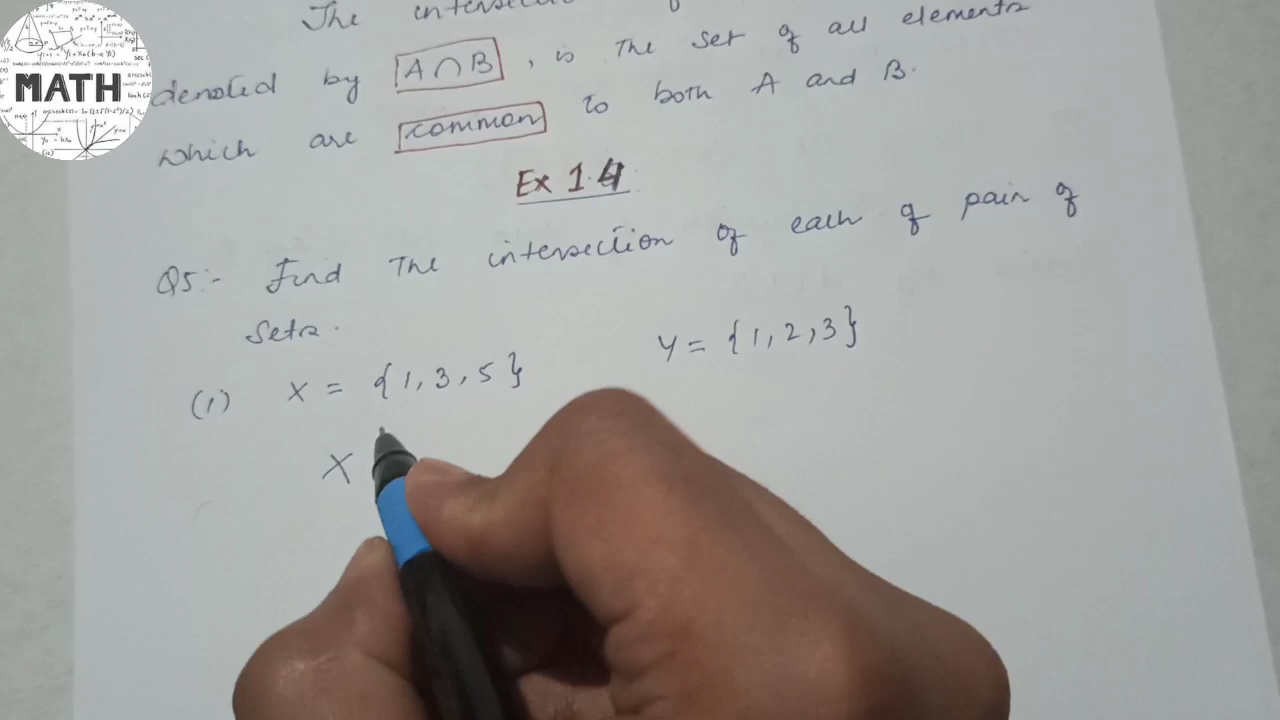 MATH
The
denoted by A ∩ B , is The set of all elements
which are common to both A and B.
Ex 1.4
Q5:- Find The intersection of each of pair of
sets.
(i) X = {1, 3, 5} Y = {1, 2, 3}
X